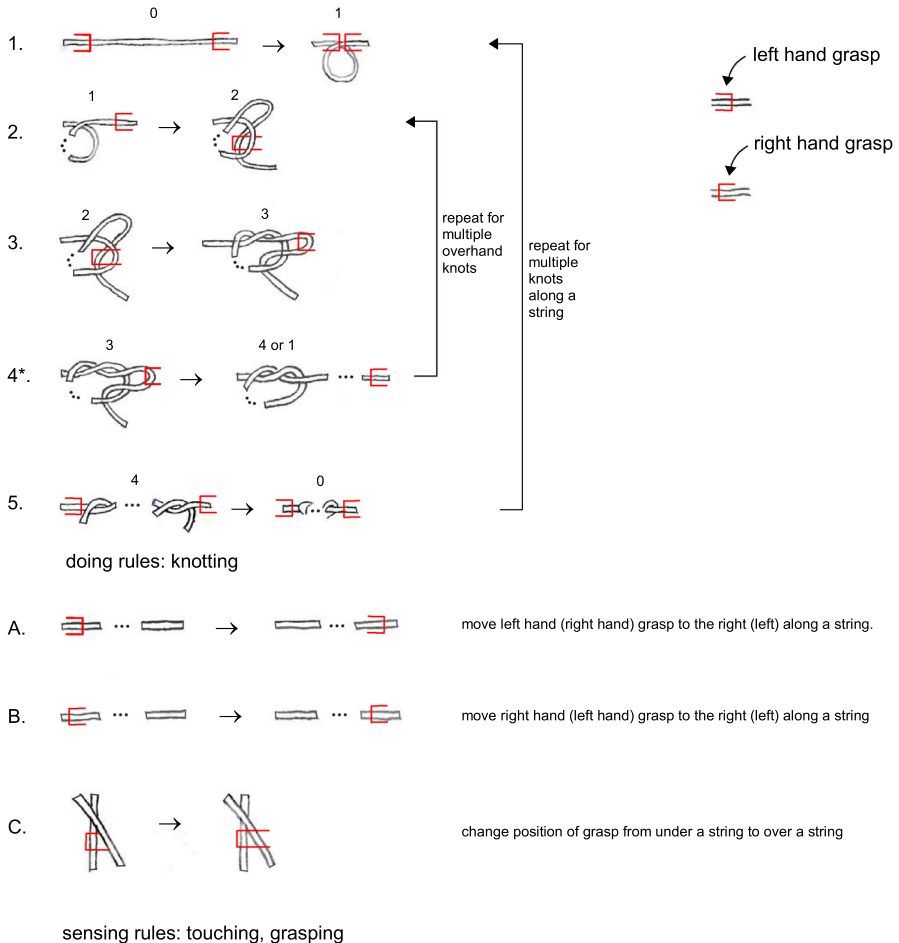 0
1
1.
left hand grasp
right hand grasp
1
2
2.
repeat for
multiple
overhand
knots
repeat for
multiple
knots
along a
string
2
3
3.
3
4 or 1
4*.
4
0
5.
doing rules: knotting
A.
move left hand (right hand) grasp to the right (left) along a string.
B.
move right hand (left hand) grasp to the right (left) along a string
C.
change position of grasp from under a string to over a string
sensing rules: touching, grasping